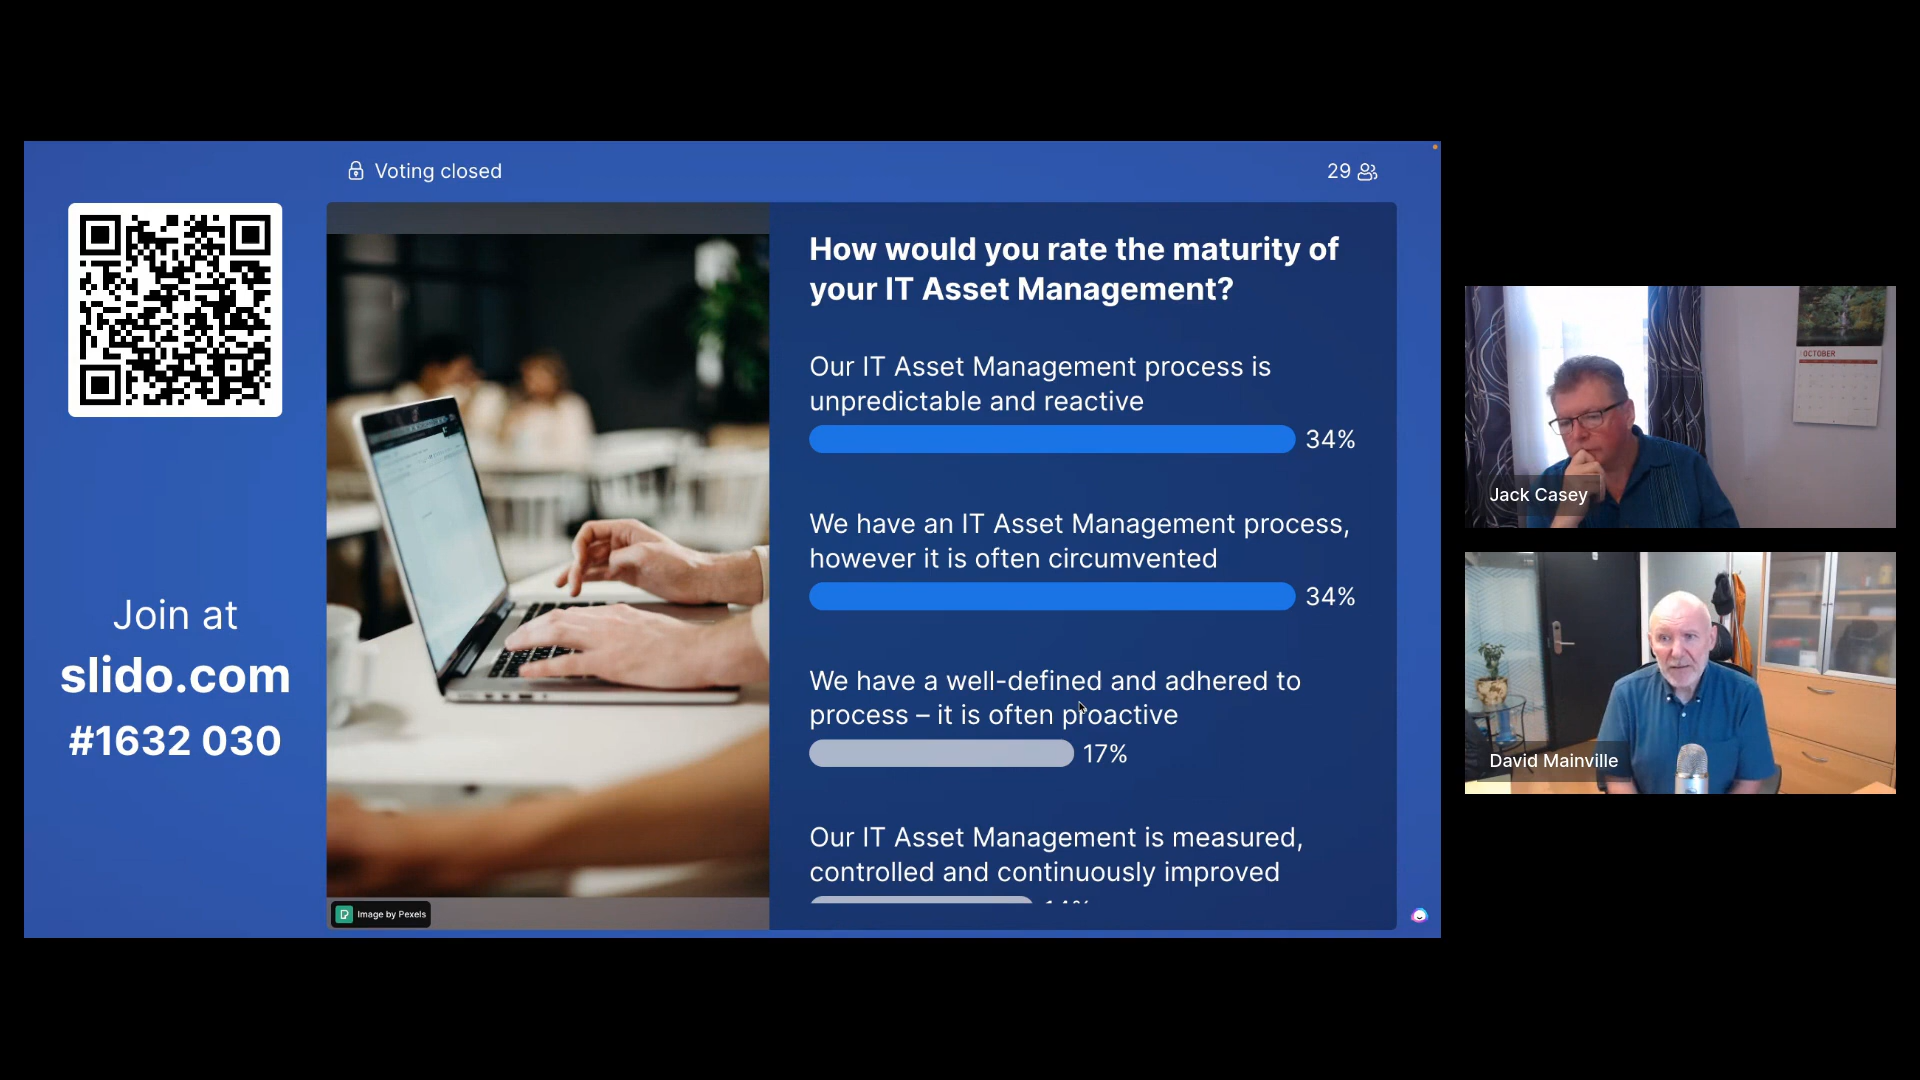 Voting closed
29
Join at
slido.com
#1632 030
Image by Pexels
How would you rate the maturity of
your IT Asset Management?
Our IT Asset Management process is
unpredictable and reactive
34%
We have an IT Asset Management process,
however it is often circumvented
34%
We have a well-defined and adhered to
process – it is often proactive
17%
Our IT Asset Management is measured,
controlled and continuously improved
14%
OCTOBER
Jack Casey
David Mainville